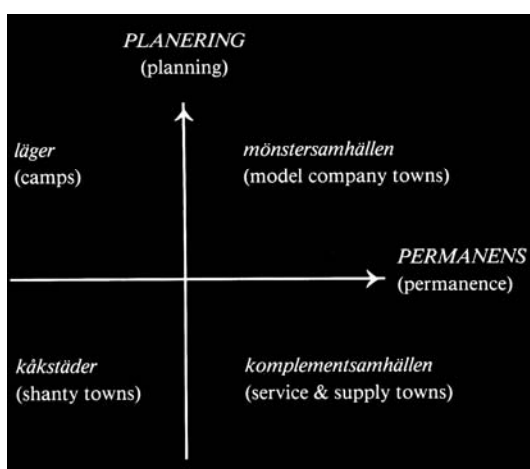 PLANERING
(planning)
läger
(camps)
mönstersamhällen
(model company towns)
PERMANENS
(permanence)
kåkstäder
(shanty towns)
komplementsamhällen
(service & supply towns)